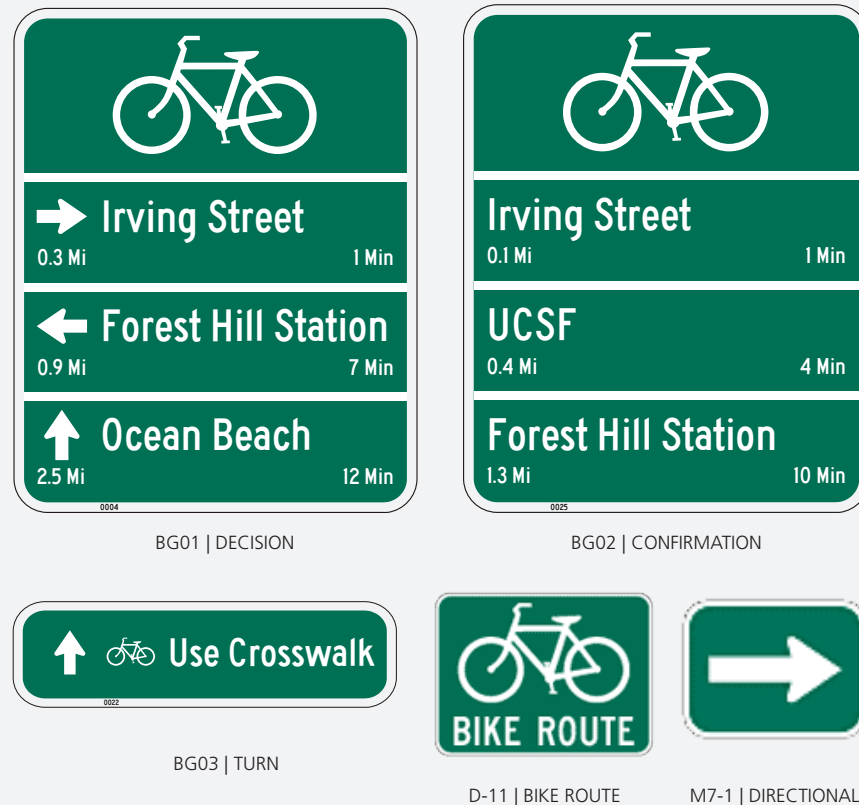 Irving Street
0.3 Mi 1 Min
Forest Hill Station
0.9 Mi 7 Min
Ocean Beach
2.5 Mi 12 Min
0004
BG01 | DECISION
Irving Street
0.1 Mi 1 Min
UCSF
0.4 Mi 4 Min
Forest Hill Station
1.3 Mi 10 Min
0025
BG02 | CONFIRMATION
Use Crosswalk
0022
BG03 | TURN
BIKE ROUTE
D-11 | BIKE ROUTE
M7-1 | DIRECTIONAL